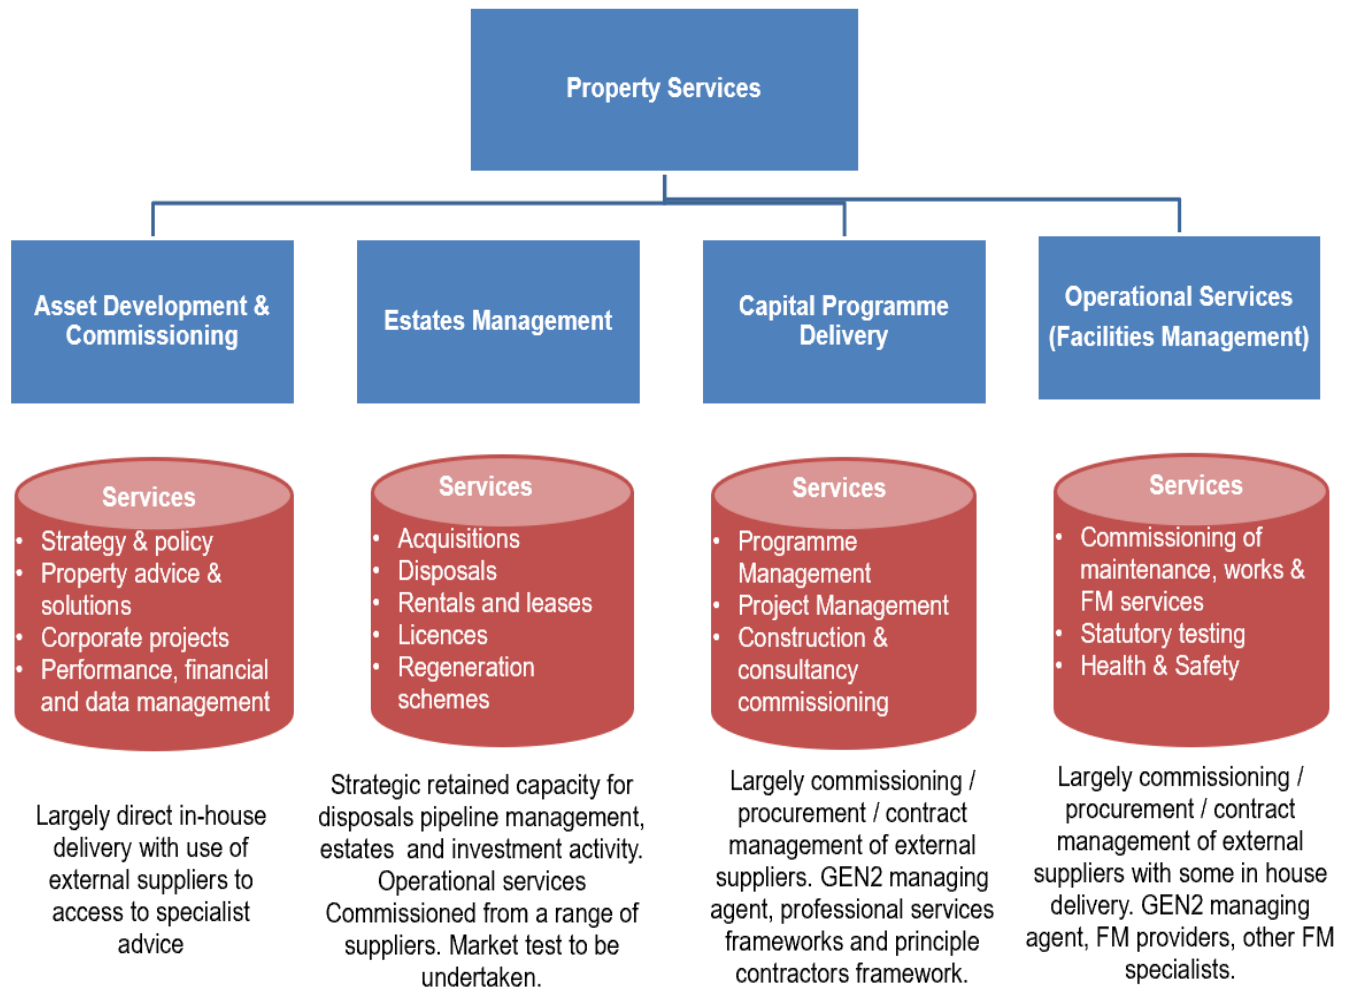 Property Services
Asset Development &
Commissioning
Estates Management
Capital Programme
Delivery
Operational Services
(Facilities Management)
Services
• Strategy & policy
• Property advice &
solutions
• Corporate projects
• Performance, financial
and data management
Services
• Acquisitions
• Disposals
• Rentals and leases
• Licences
• Regeneration
schemes
Services
• Programme
Management
• Project Management
• Construction &
consultancy
commissioning
Services
• Commissioning of
maintenance, works &
FM services
• Statutory testing
• Health & Safety
Largely direct in-house
delivery with use of
external suppliers to
access to specialist
advice
Strategic retained capacity for
disposals pipeline management,
estates and investment activity.
Operational services
Commissioned from a range of
suppliers. Market test to be
undertaken.
Largely commissioning /
procurement / contract
management of external
suppliers. GEN2 managing
agent, professional services
frameworks and principle
contractors framework.
Largely commissioning /
procurement / contract
management of external
suppliers with some in house
delivery. GEN2 managing
agent, FM providers, other FM
specialists.